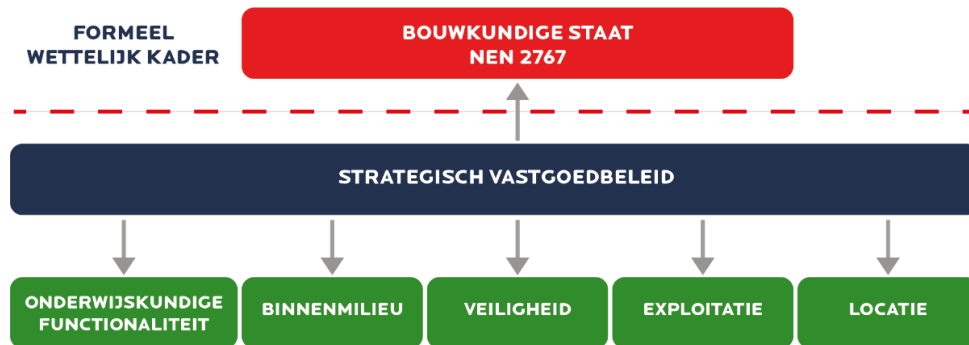 FORMEEL
WETTELIJK KADER
BOUWKUNDIGE STAAT
NEN 2767
STRATEGISCH VASTGOEDBELEID
ONDERWIJSKUNDIGE
FUNCTIONALITEIT
BINNENMILIEU
VEILIGHEID
EXPLOITATIE
LOCATIE